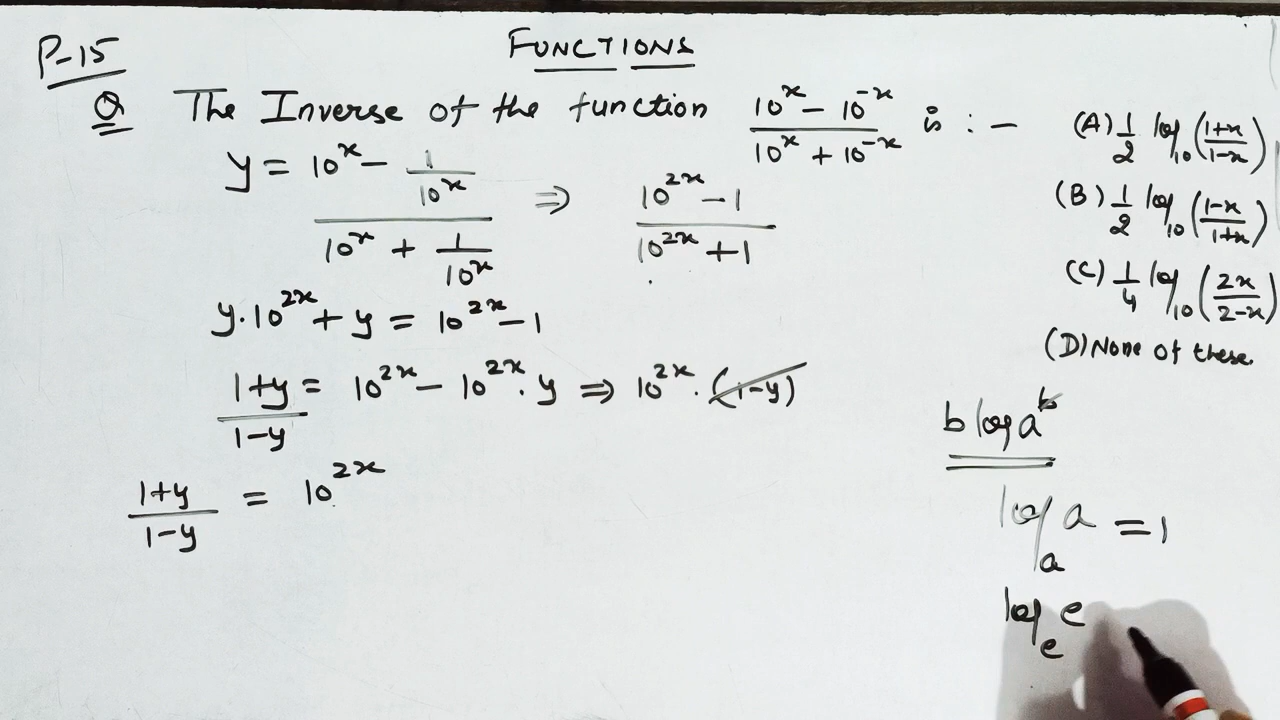 P-15
FUNCTIONS
Q The Inverse of the function (10^x - 10^-x)/(10^x + 10^-x) is :-
(A) 1/2 log_10 (1+x/1-x)
(B) 1/2 log_10 (1-x/1+x)
(C) 1/4 log_10 (2x/2-x)
(D) None of these
y = (10^x - 1/10^x)/(10^x + 1/10^x) ⇒ (10^2x - 1)/(10^2x + 1)
y.10^2x + y = 10^2x - 1
1+y/1-y = 10^2x - 10^2x . y ⇒ 10^2x . (1-y)
1+y/1-y = 10^2x
b log a^b
log_a a = 1
log_e e